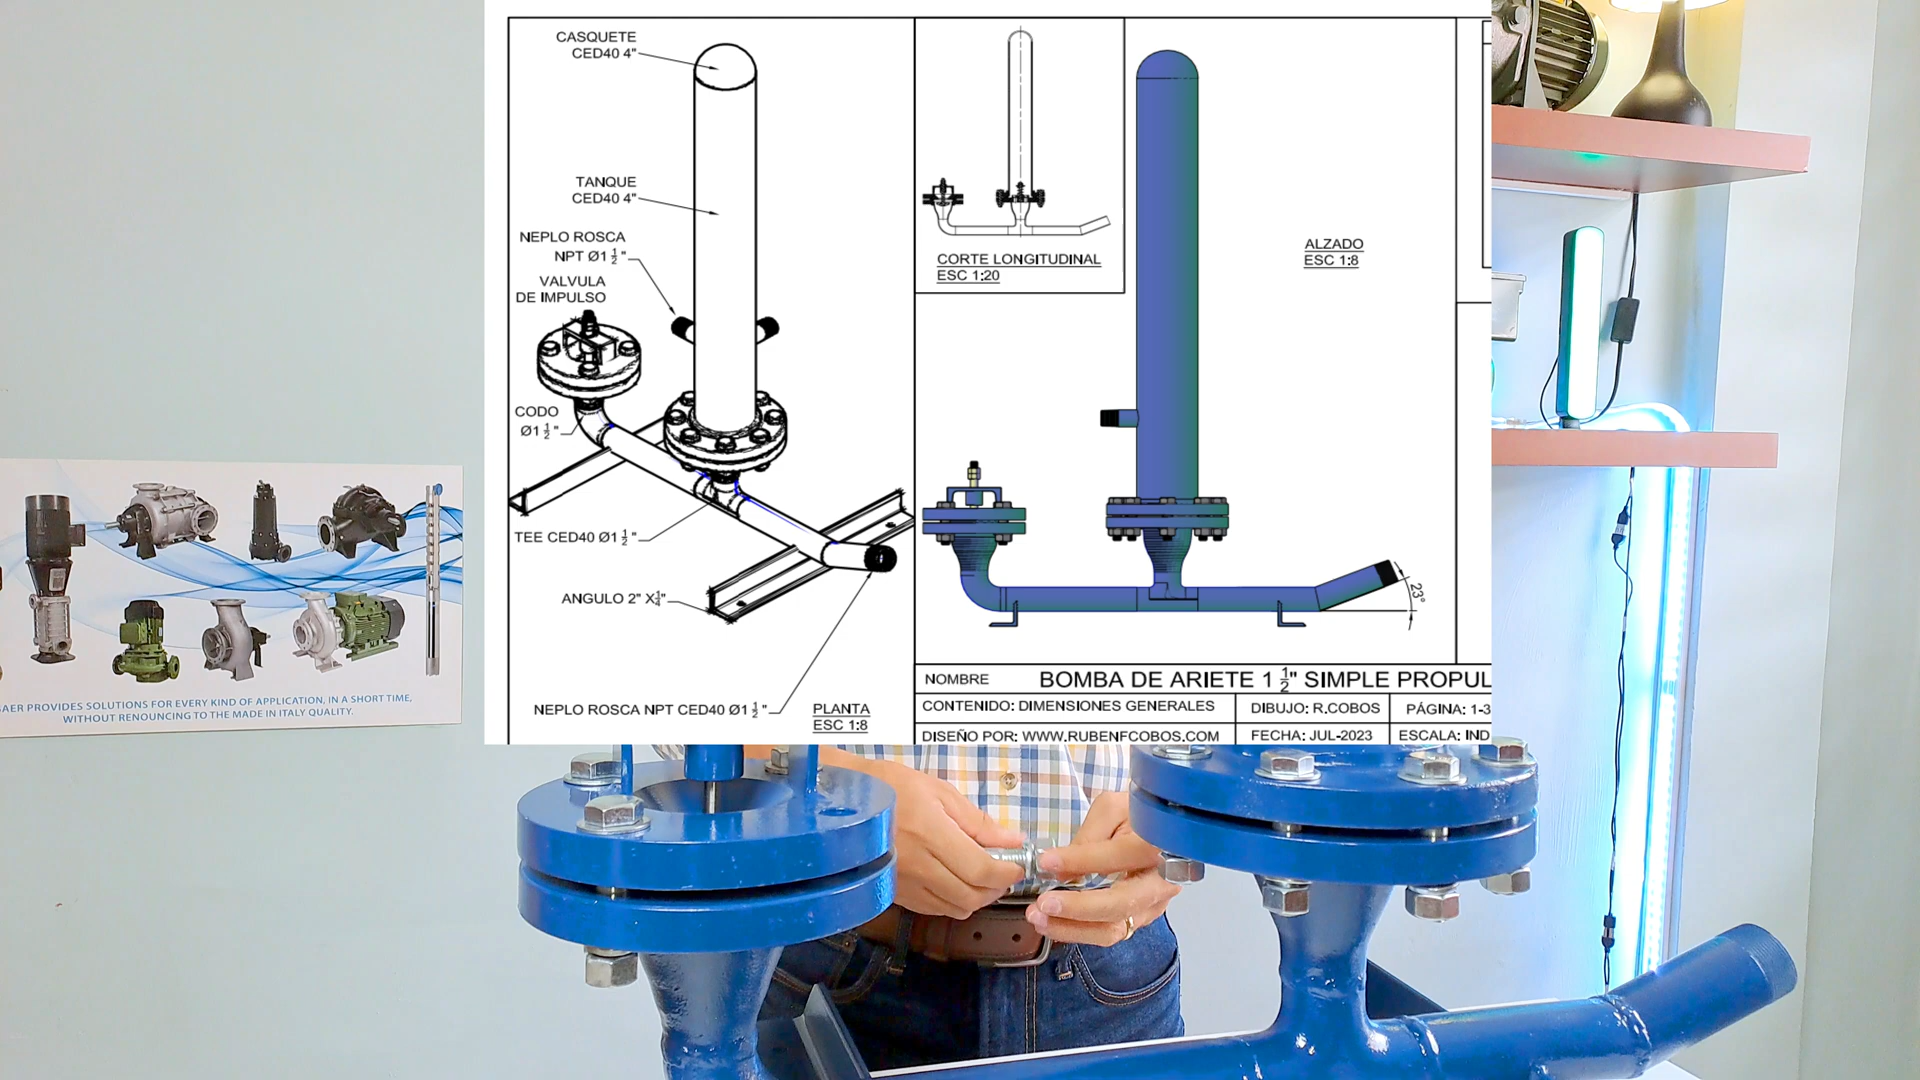 CASQUETE
CED40 4"
TANQUE
CED40 4"
NEPLO ROSCA
NPT Ø1 1/2"
VALVULA
DE IMPULSO
CODO
Ø1 1/2"
TEE CED40 Ø1 1/2"
ANGULO 2" X1/4"
NEPLO ROSCA NPT CED40 Ø1 1/2"
PLANTA
ESC 1:8
CORTE LONGITUDINAL
ESC 1:20
ALZADO
ESC 1:8
23°
NOMBRE BOMBA DE ARIETE 1 1/2" SIMPLE PROPUL
CONTENIDO: DIMENSIONES GENERALES
DIBUJO: R.COBOS
PÁGINA: 1-3
DISEÑO POR: WWW.RUBENFCOBOS.COM
FECHA: JUL-2023
ESCALA: IND
SAER PROVIDES SOLUTIONS FOR EVERY KIND OF APPLICATION, IN A SHORT TIME,
WITHOUT RENOUNCING TO THE MADE IN ITALY QUALITY.